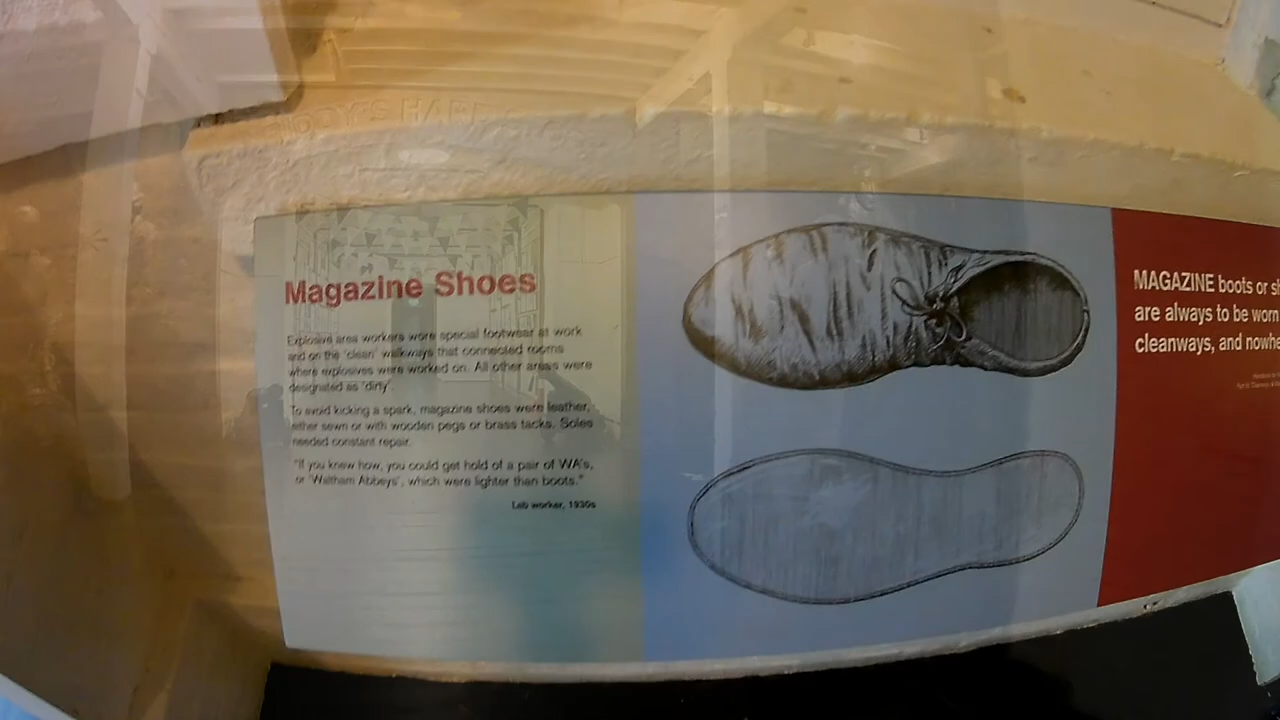 Magazine Shoes
Explosive area workers wore special footwear at work
and on the 'clean' walkways that connected rooms
where explosives were worked on. All other areas were
designated as 'dirty'.
To avoid kicking a spark, magazine shoes were leather,
either sewn or with wooden pegs or brass tacks. Soles
needed constant repair.
"If you knew how, you could get hold of a pair of WA's,
or 'Waltham Abbeys', which were lighter than boots."
Lab worker, 1930s
MAGAZINE boots or sh
are always to be worn
cleanways, and nowhe